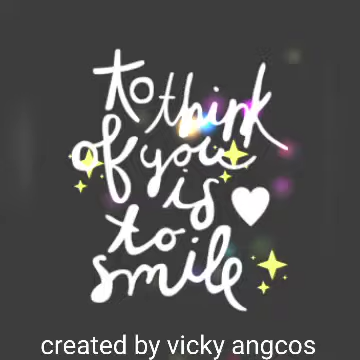 to think
of you
is
to
smile
created by vicky angcos